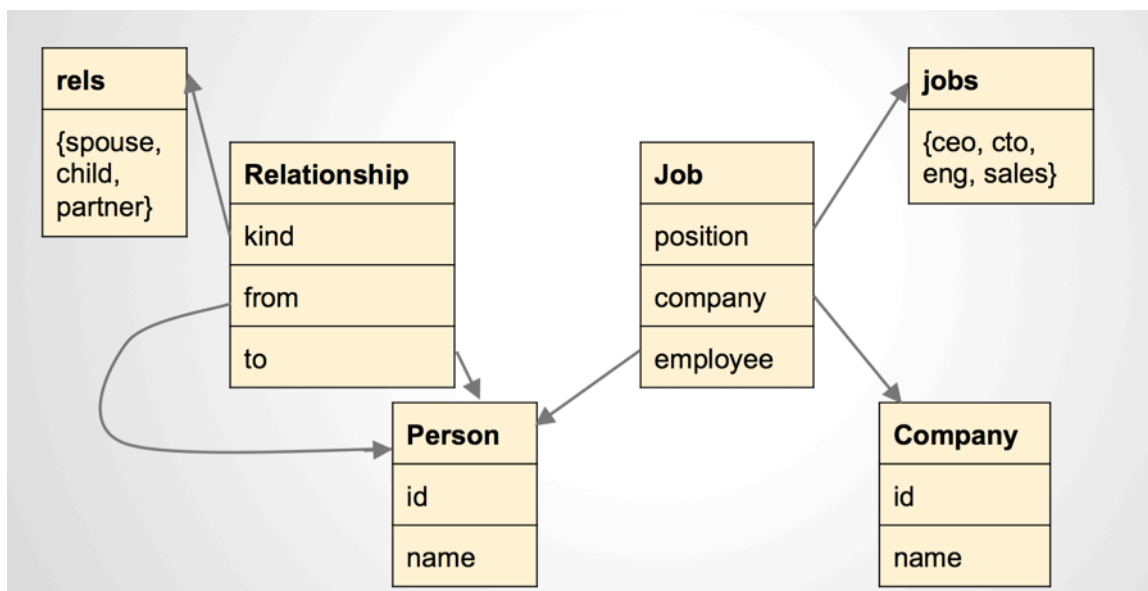 rels
{spouse,
child,
partner}
Relationship
kind
from
to
Job
position
company
employee
jobs
{ceo, cto,
eng, sales}
Person
id
name
Company
id
name